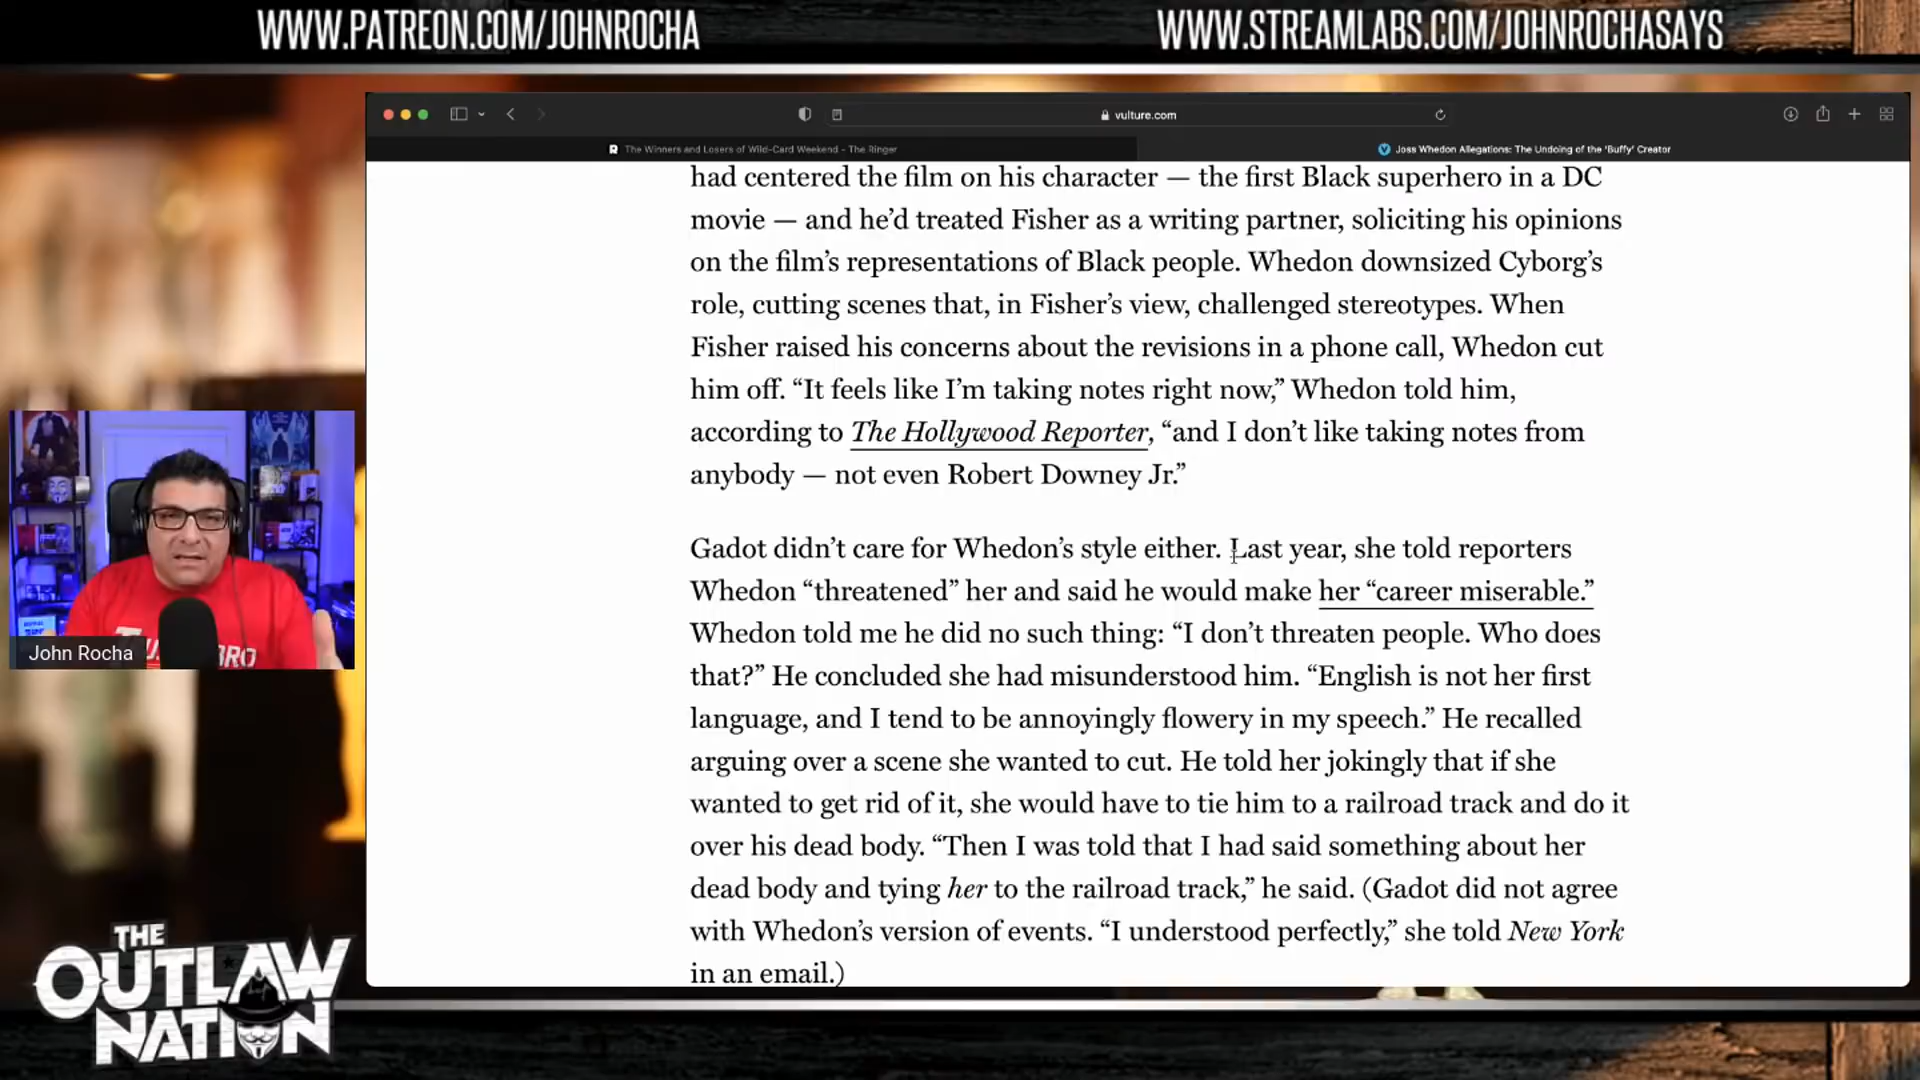 WWW.PATREON.COM/JOHNROCHA
WWW.STREAMLABS.COM/JOHNROCHASAYS
vulture.com
The Winners and Losers of Wild-Card Weekend - The Ringer
Joss Whedon Allegations: The Undoing of the 'Buffy' Creator
had centered the film on his character — the first Black superhero in a DC
movie — and he’d treated Fisher as a writing partner, soliciting his opinions
on the film’s representations of Black people. Whedon downsized Cyborg’s
role, cutting scenes that, in Fisher’s view, challenged stereotypes. When
Fisher raised his concerns about the revisions in a phone call, Whedon cut
him off. “It feels like I’m taking notes right now,” Whedon told him,
according to The Hollywood Reporter, “and I don’t like taking notes from
anybody — not even Robert Downey Jr.”
Gadot didn’t care for Whedon’s style either. Last year, she told reporters
Whedon “threatened” her and said he would make her “career miserable.”
Whedon told me he did no such thing: “I don’t threaten people. Who does
that?” He concluded she had misunderstood him. “English is not her first
language, and I tend to be annoyingly flowery in my speech.” He recalled
arguing over a scene she wanted to cut. He told her jokingly that if she
wanted to get rid of it, she would have to tie him to a railroad track and do it
over his dead body. “Then I was told that I had said something about her
dead body and tying her to the railroad track,” he said. (Gadot did not agree
with Whedon’s version of events. “I understood perfectly,” she told New York
in an email.)
John Rocha
THE
OUTLAW
NATION